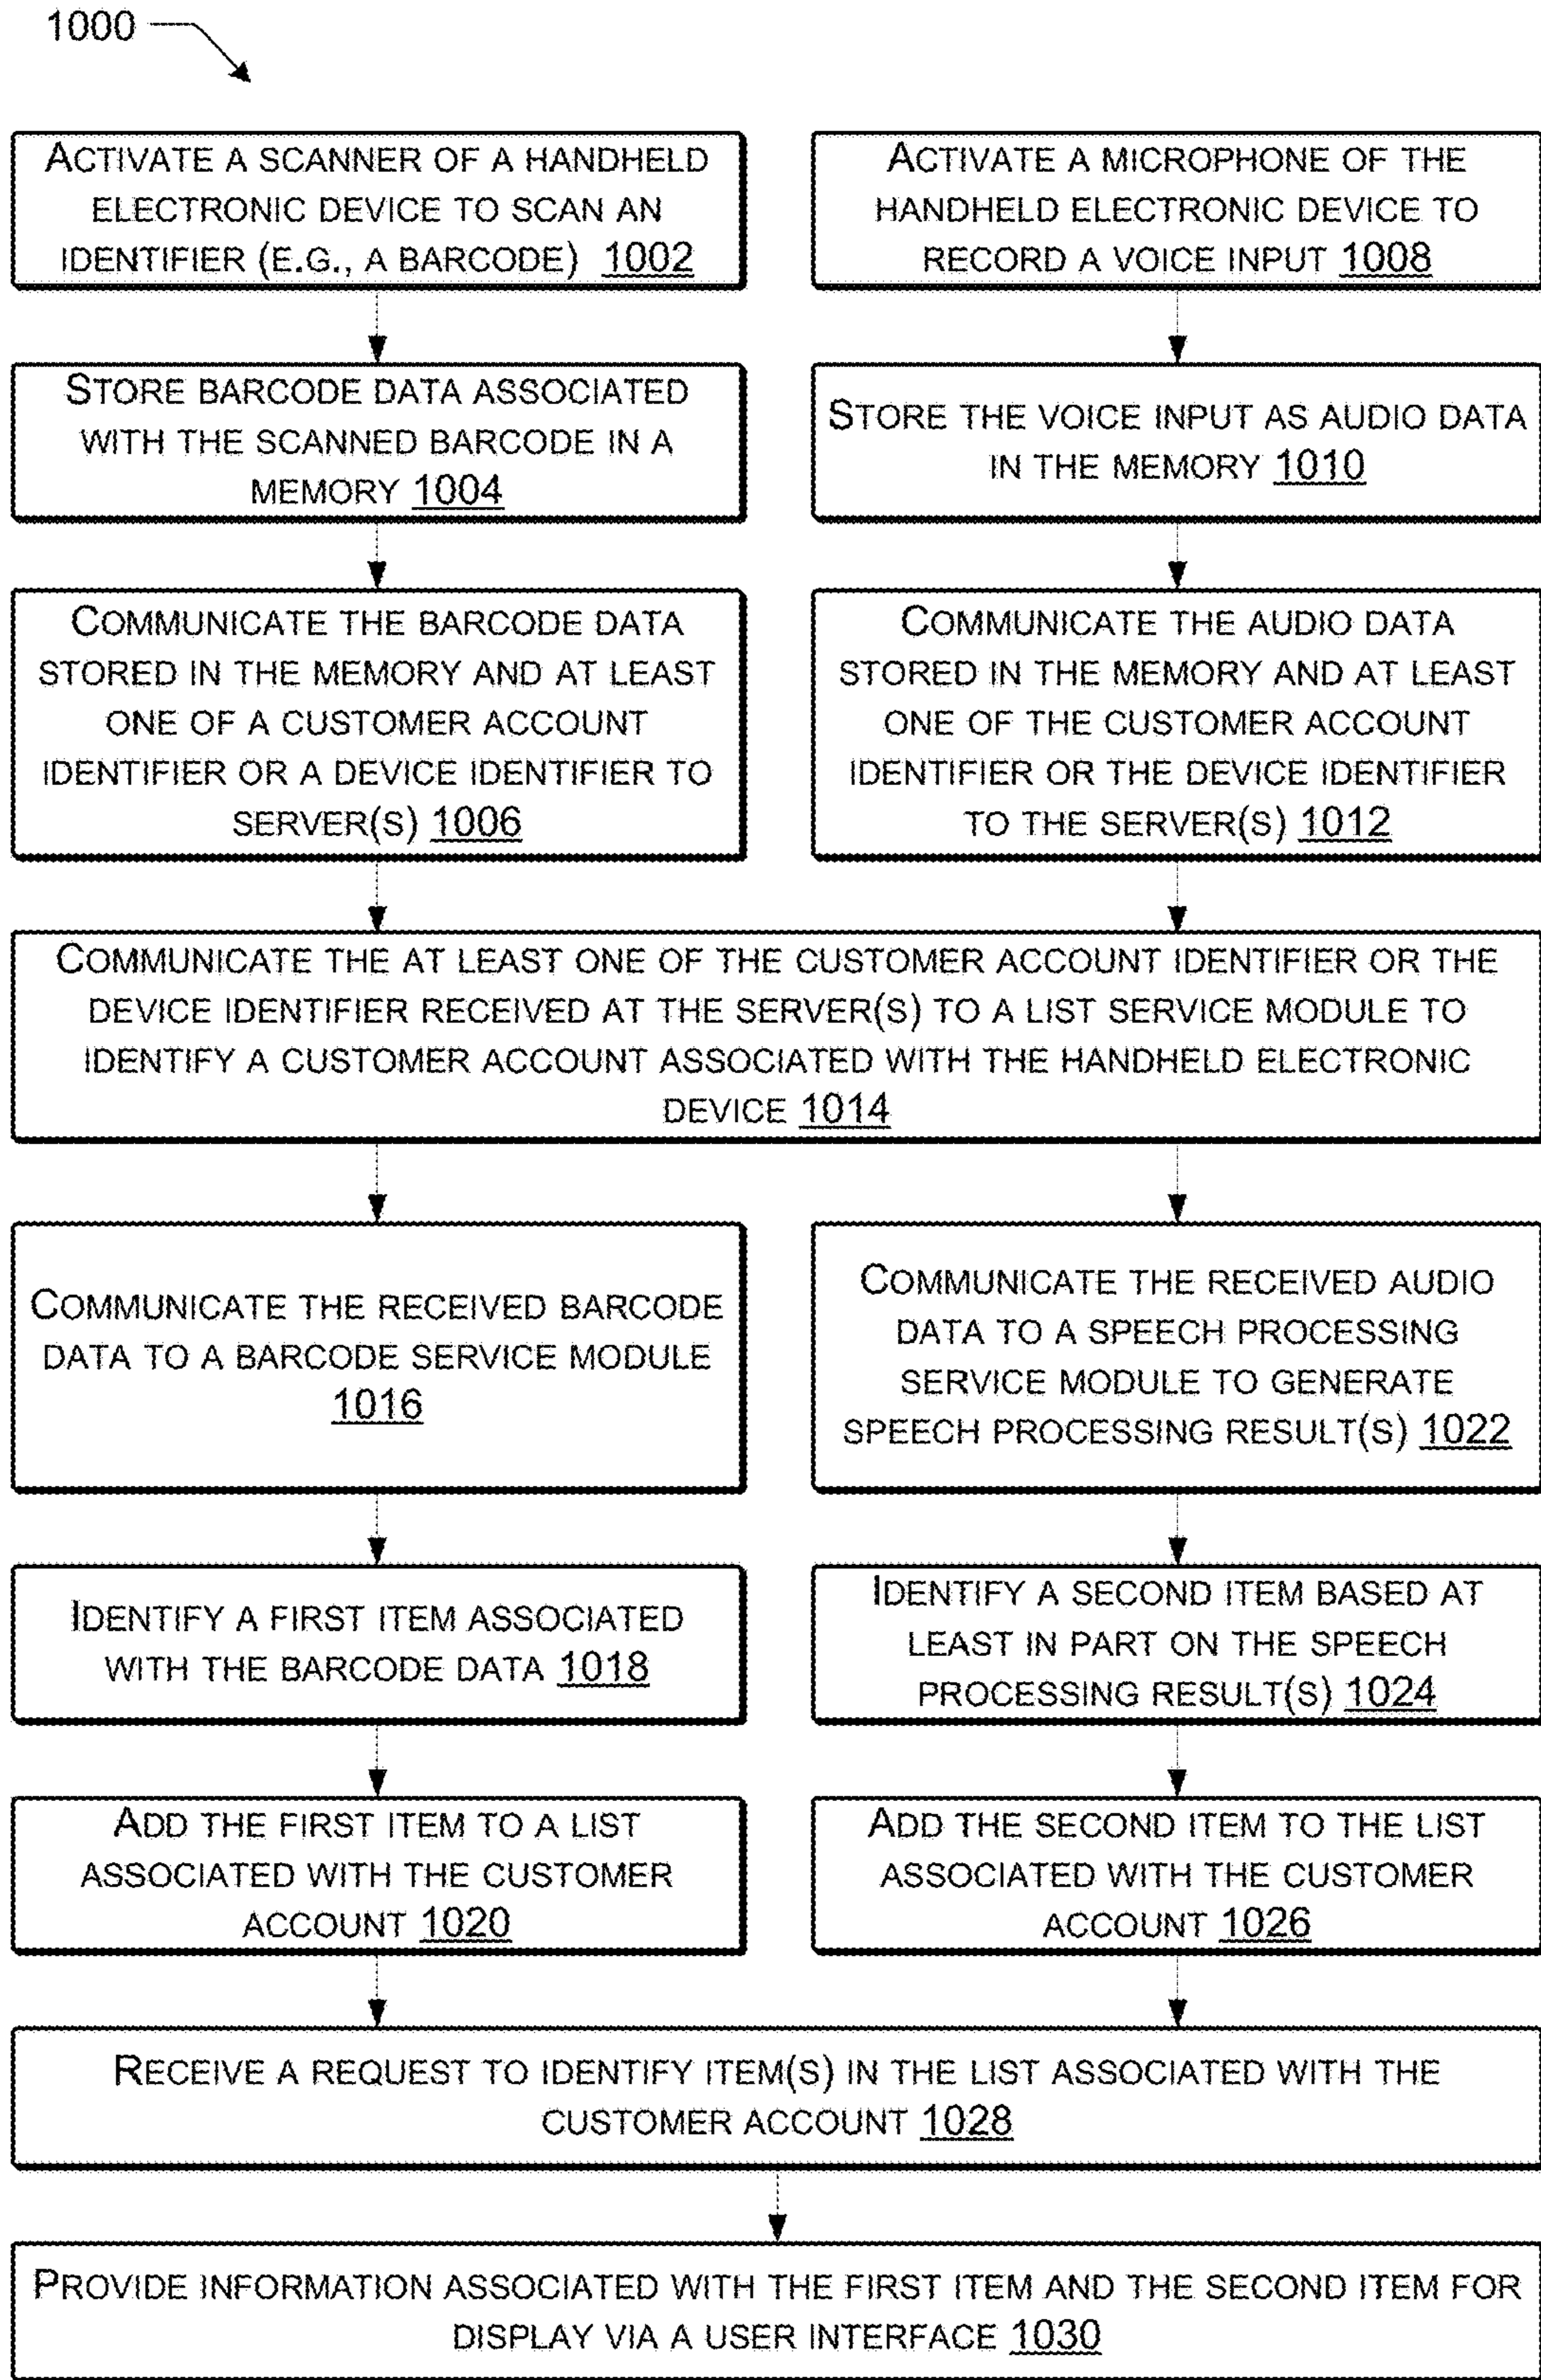 1000
ACTIVATE A SCANNER OF A HANDHELD
ELECTRONIC DEVICE TO SCAN AN
IDENTIFIER (E.G., A BARCODE) 1002
STORE BARCODE DATA ASSOCIATED
WITH THE SCANNED BARCODE IN A
MEMORY 1004
COMMUNICATE THE BARCODE DATA
STORED IN THE MEMORY AND AT LEAST
ONE OF A CUSTOMER ACCOUNT
IDENTIFIER OR A DEVICE IDENTIFIER TO
SERVER(S) 1006
ACTIVATE A MICROPHONE OF THE
HANDHELD ELECTRONIC DEVICE TO
RECORD A VOICE INPUT 1008
STORE THE VOICE INPUT AS AUDIO DATA
IN THE MEMORY 1010
COMMUNICATE THE AUDIO DATA
STORED IN THE MEMORY AND AT LEAST
ONE OF THE CUSTOMER ACCOUNT
IDENTIFIER OR THE DEVICE IDENTIFIER
TO THE SERVER(S) 1012
COMMUNICATE THE AT LEAST ONE OF THE CUSTOMER ACCOUNT IDENTIFIER OR THE
DEVICE IDENTIFIER RECEIVED AT THE SERVER(S) TO A LIST SERVICE MODULE TO
IDENTIFY A CUSTOMER ACCOUNT ASSOCIATED WITH THE HANDHELD ELECTRONIC
DEVICE 1014
COMMUNICATE THE RECEIVED BARCODE
DATA TO A BARCODE SERVICE MODULE
1016
IDENTIFY A FIRST ITEM ASSOCIATED
WITH THE BARCODE DATA 1018
ADD THE FIRST ITEM TO A LIST
ASSOCIATED WITH THE CUSTOMER
ACCOUNT 1020
COMMUNICATE THE RECEIVED AUDIO
DATA TO A SPEECH PROCESSING
SERVICE MODULE TO GENERATE
SPEECH PROCESSING RESULT(S) 1022
IDENTIFY A SECOND ITEM BASED AT
LEAST IN PART ON THE SPEECH
PROCESSING RESULT(S) 1024
ADD THE SECOND ITEM TO THE LIST
ASSOCIATED WITH THE CUSTOMER
ACCOUNT 1026
RECEIVE A REQUEST TO IDENTIFY ITEM(S) IN THE LIST ASSOCIATED WITH THE
CUSTOMER ACCOUNT 1028
PROVIDE INFORMATION ASSOCIATED WITH THE FIRST ITEM AND THE SECOND ITEM FOR
DISPLAY VIA A USER INTERFACE 1030